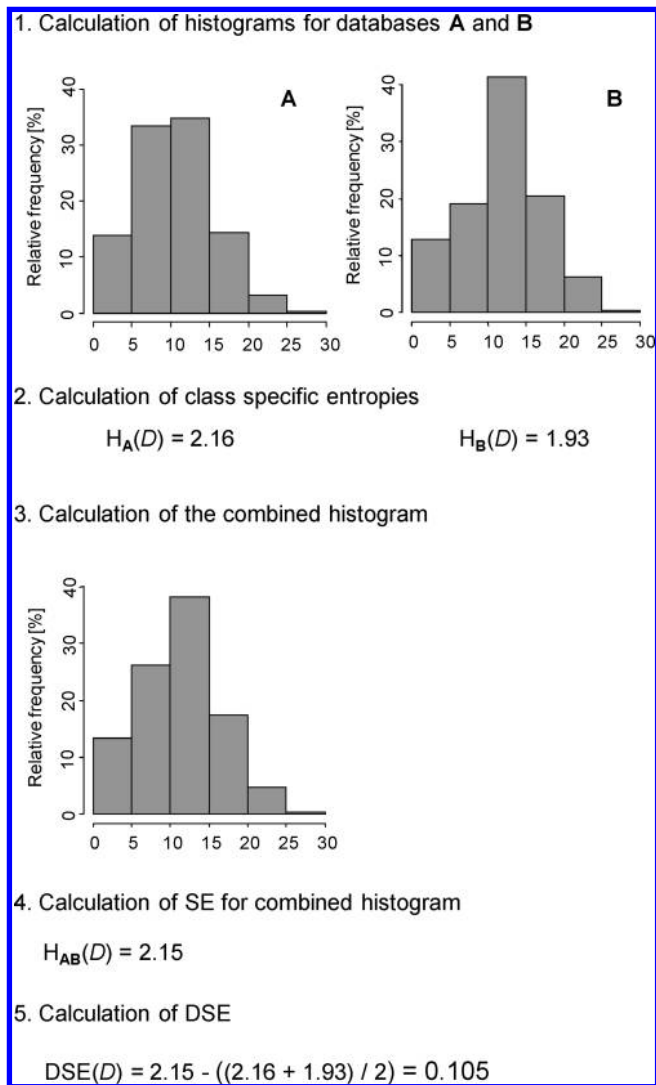 1. Calculation of histograms for databases A and B
A
B
Relative frequency [%]
0 10 20 30 40
0 5 10 15 20 25 30
Relative frequency [%]
0 10 20 30 40
0 5 10 15 20 25 30
2. Calculation of class specific entropies
H_A(D) = 2.16
H_B(D) = 1.93
3. Calculation of the combined histogram
Relative frequency [%]
0 10 20 30 40
0 5 10 15 20 25 30
4. Calculation of SE for combined histogram
H_AB(D) = 2.15
5. Calculation of DSE
DSE(D) = 2.15 - ((2.16 + 1.93) / 2) = 0.105